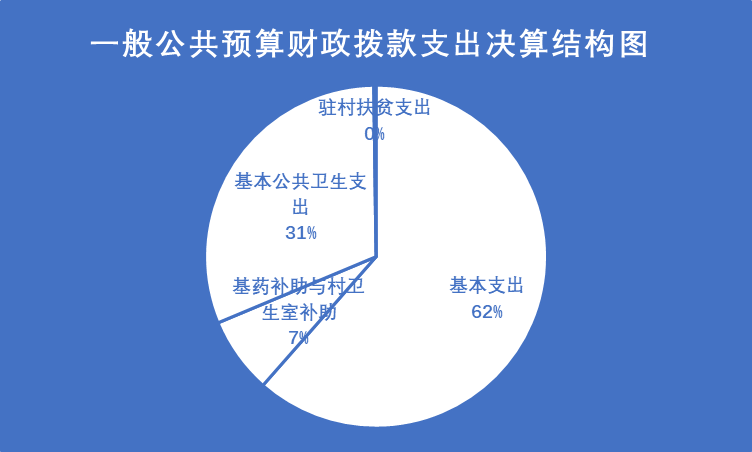 一般公共预算财政拨款支出决算结构图
驻村扶贫支出
0%
基本公共卫生支
出
31%
基药补助与村卫
生室补助
7%
基本支出
62%